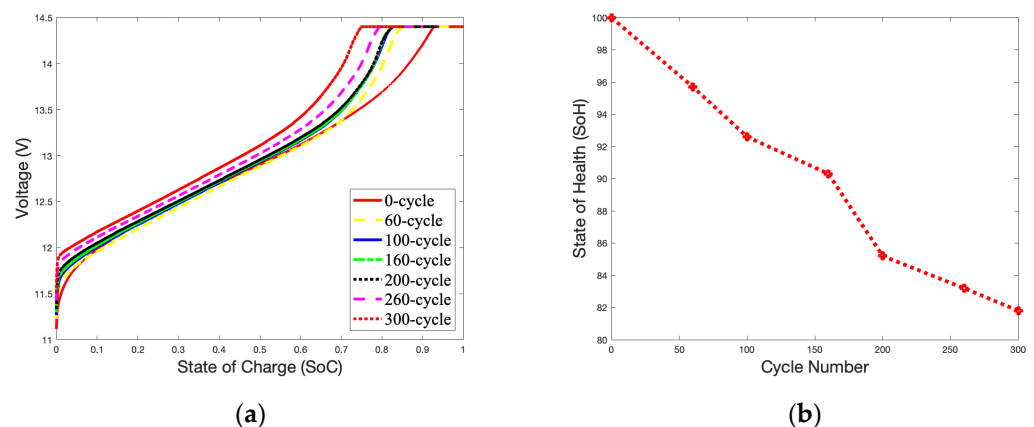 14.5
14
13.5
13
12.5
12
11.5
11
Voltage (V)
0
0.1
0.2
0.3
0.4
0.5
0.6
0.7
0.8
0.9
1
State of Charge (SoC)
0-cycle
60-cycle
100-cycle
160-cycle
200-cycle
260-cycle
300-cycle
(a)
100
98
96
94
92
90
88
86
84
82
80
State of Health (SoH)
0
50
100
150
200
250
300
Cycle Number
(b)